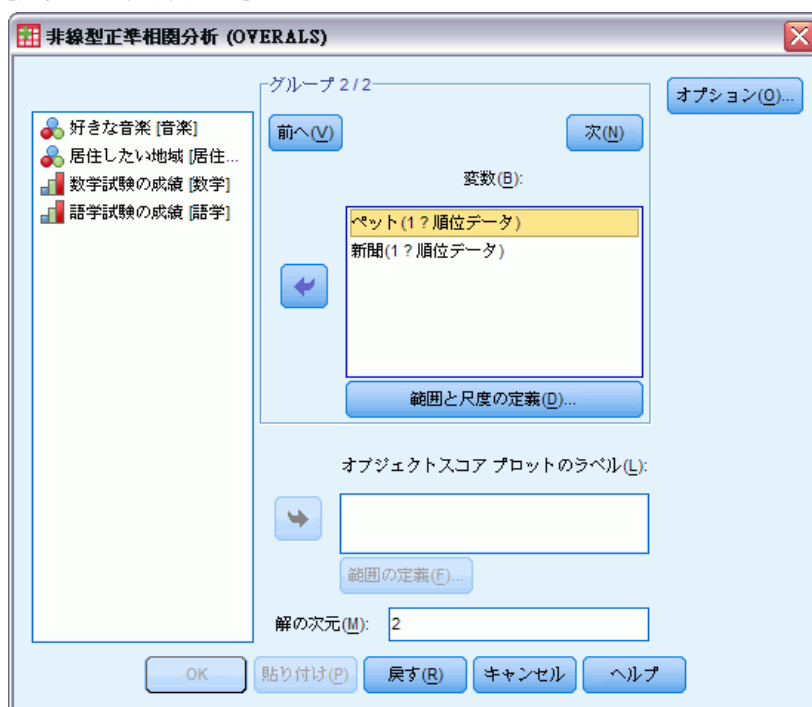 非線型正準相関分析 (OVERALS)
グループ 2/2
オプション(O)...
好きな音楽 [音楽]
居住したい地域 [居住...
数学試験の成績 [数学]
語学試験の成績 [語学]
前へ(V)
次(N)
変数(B):
ペット(1 ? 順位データ)
新聞(1 ? 順位データ)
範囲と尺度の定義(D)...
オブジェクトスコア プロットのラベル(L):
範囲の定義(F)...
解の次元(M): 2
OK
貼り付け(P)
戻す(R)
キャンセル
ヘルプ